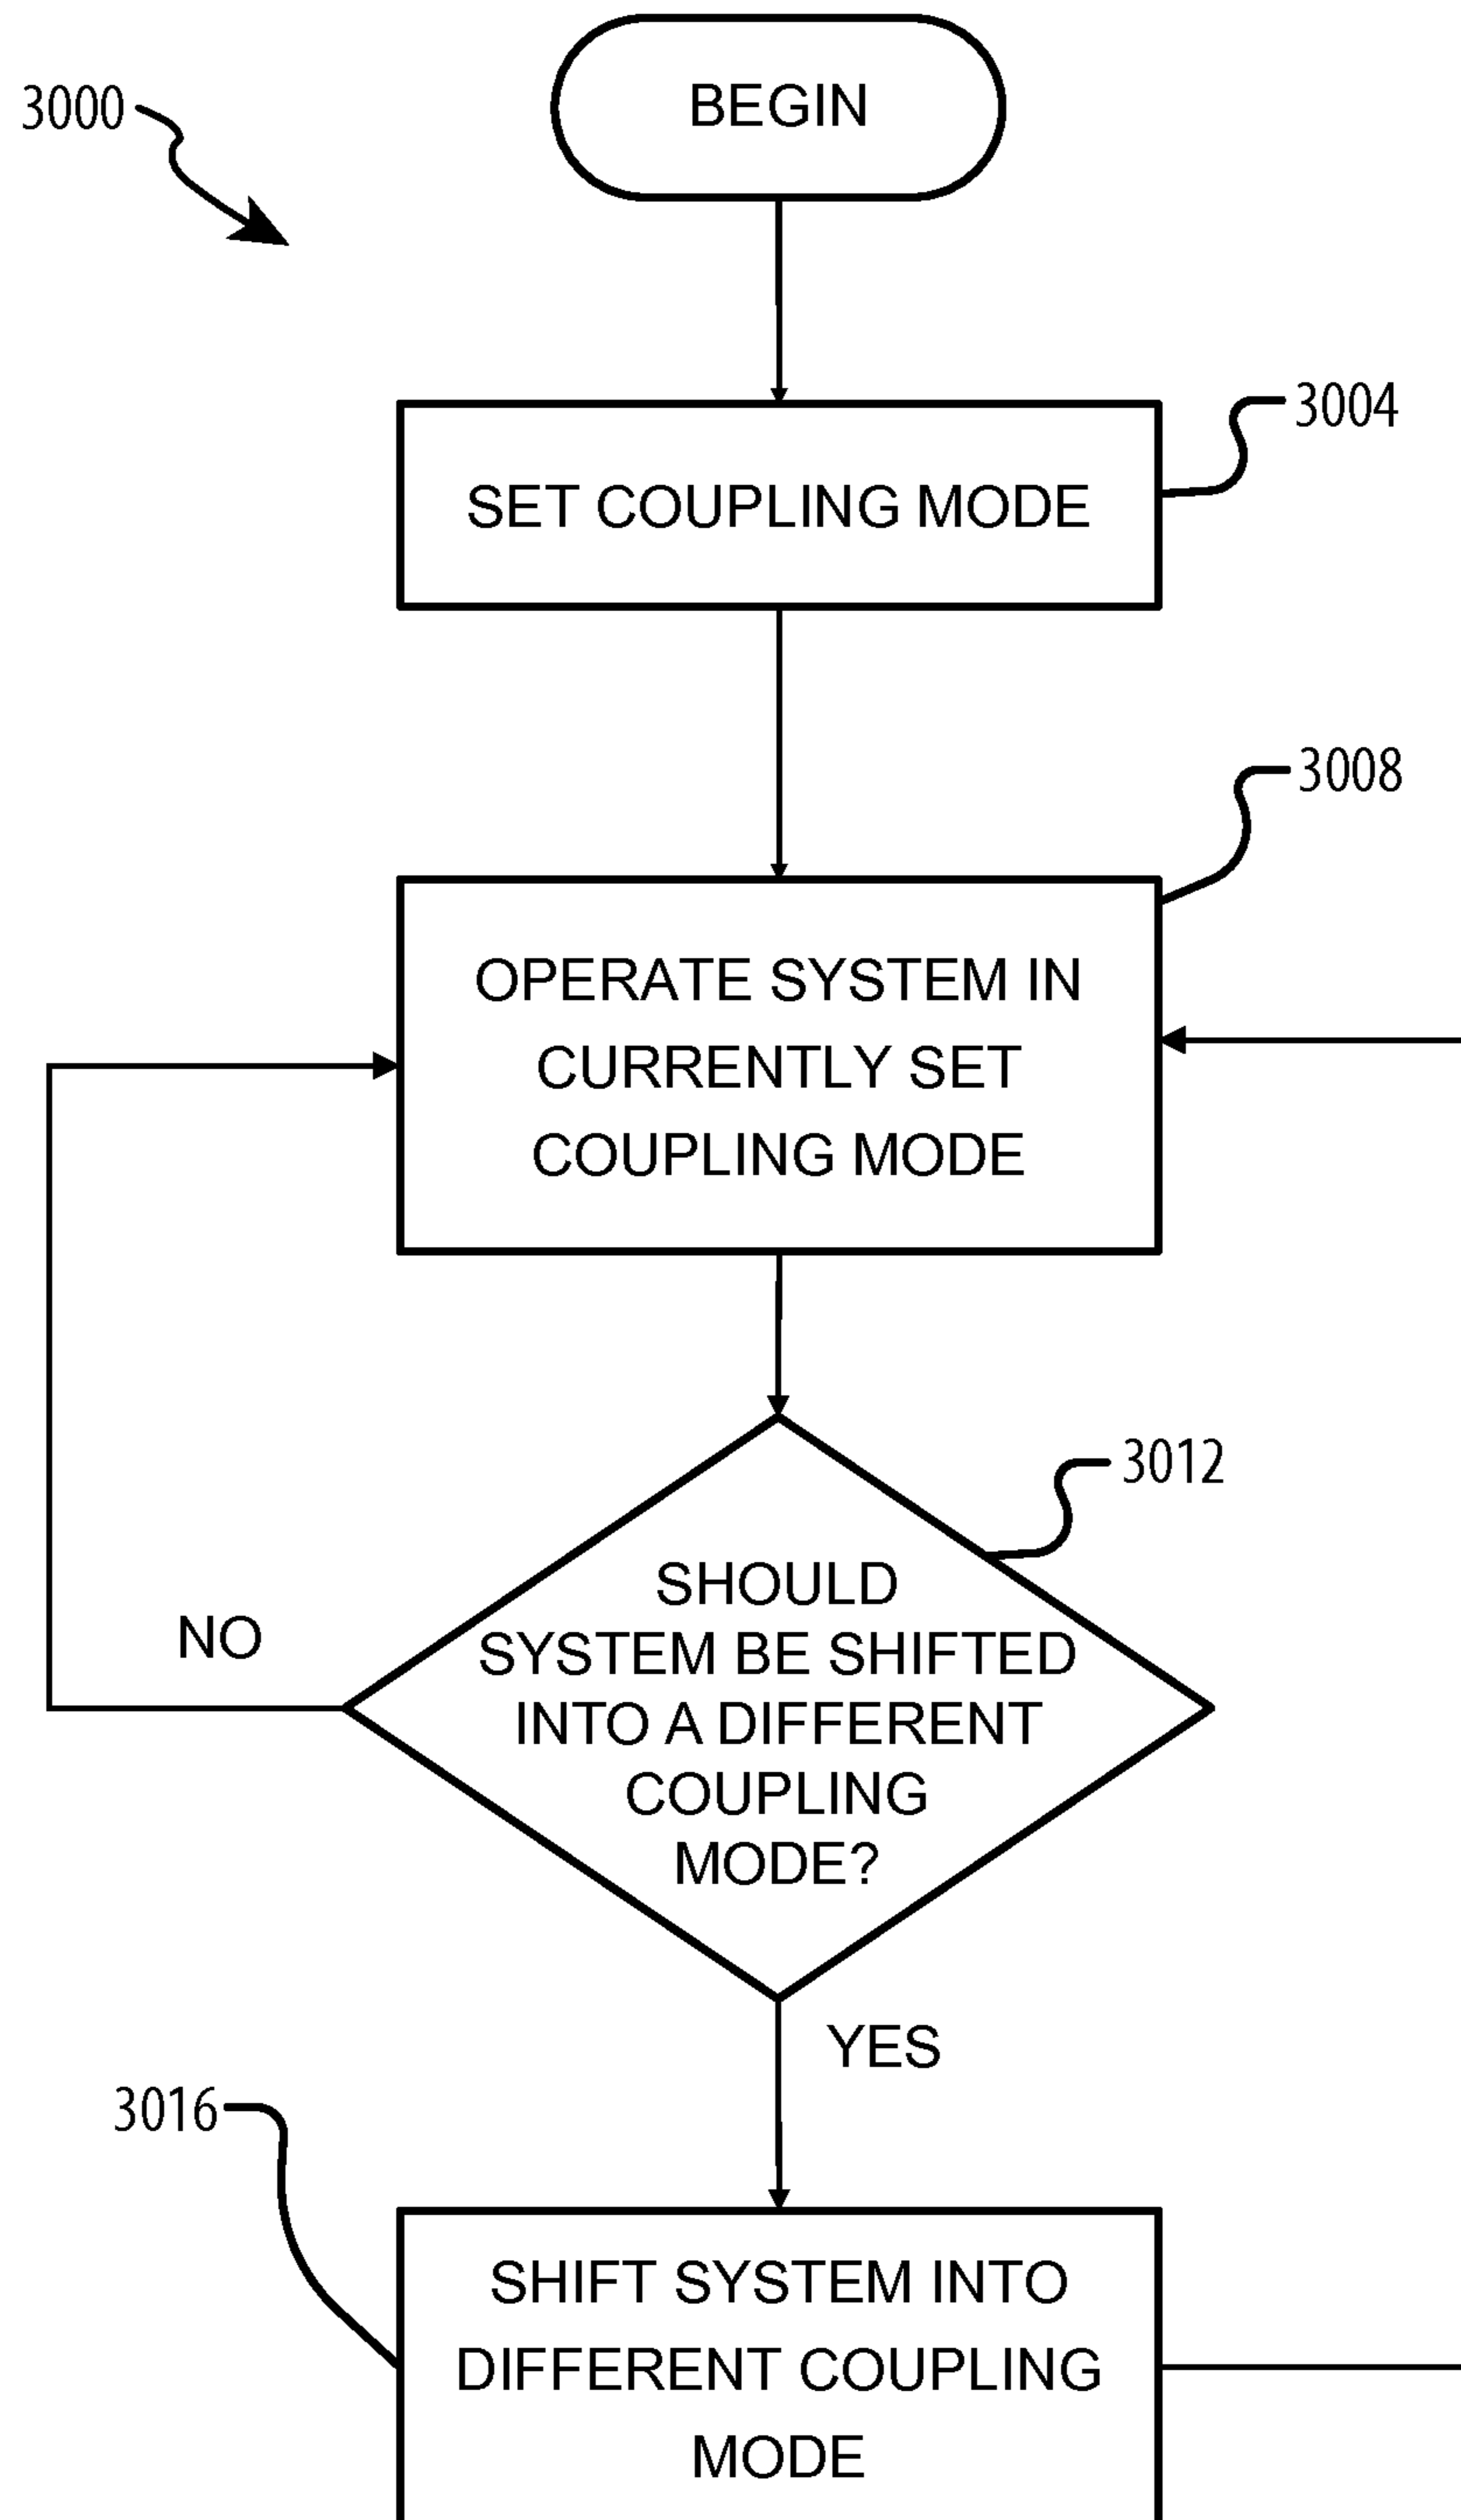 BEGIN
3000
SET COUPLING MODE
3004
3008
OPERATE SYSTEM IN
CURRENTLY SET
COUPLING MODE
3012
SHOULD
SYSTEM BE SHIFTED
INTO A DIFFERENT
COUPLING
MODE?
NO
YES
3016
SHIFT SYSTEM INTO
DIFFERENT COUPLING
MODE